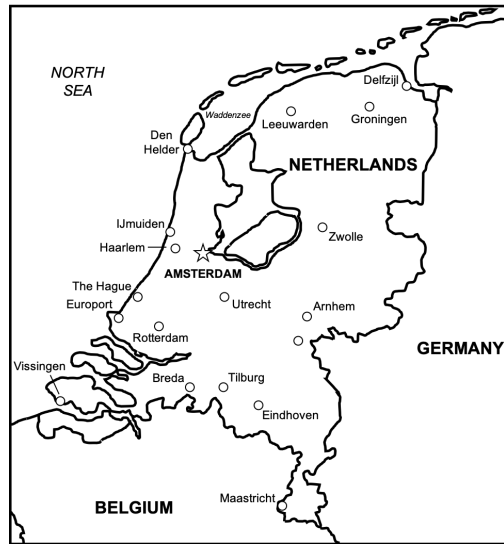 NORTH
SEA
Delfzijl
Waddenzee
Leeuwarden
Groningen
Den
Helder
NETHERLANDS
IJmuiden
Zwolle
Haarlem
AMSTERDAM
The Hague
Utrecht
Europort
Arnhem
Rotterdam
GERMANY
Vissingen
Breda
Tilburg
Eindhoven
Maastricht
BELGIUM